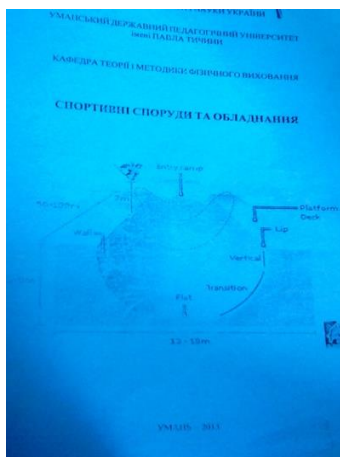 УМАНСЬКИЙ ДЕРЖАВНИЙ ПЕДАГОГІЧНИЙ УНІВЕРСИТЕТ
імені ПАВЛА ТИЧИНИ
КАФЕДРА ТЕОРІЇ І МЕТОДИКИ ФІЗИЧНОГО ВИХОВАННЯ
СПОРТИВНІ СПОРУДИ ТА ОБЛАДНАННЯ
Platform
Deck
Lip
Vertical
Transition
Flat
УМАНЬ 2013